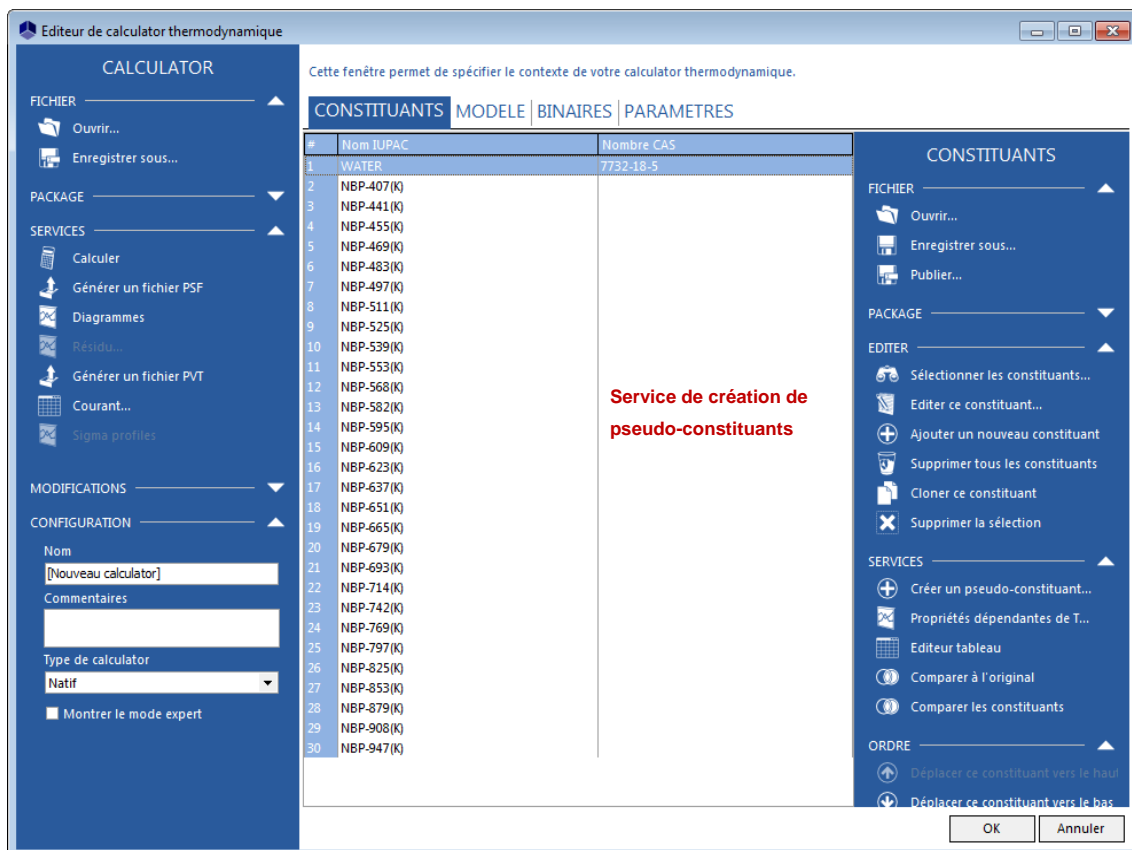 Editeur de calculator thermodynamique
CALCULATOR
FICHIER
Ouvrir...
Enregistrer sous...
PACKAGE
SERVICES
Calculer
Générer un fichier PSF
Diagrammes
Résidu...
Générer un fichier PVT
Courant...
Sigma profiles
MODIFICATIONS
CONFIGURATION
Nom
[Nouveau calculator]
Commentaires
Type de calculator
Natif
Montrer le mode expert
Cette fenêtre permet de spécifier le contexte de votre calculator thermodynamique.
CONSTITUANTS MODELE BINAIRES PARAMETRES
# Nom IUPAC Nombre CAS
1 WATER 7732-18-5
2 NBP-407(K)
3 NBP-441(K)
4 NBP-455(K)
5 NBP-469(K)
6 NBP-483(K)
7 NBP-497(K)
8 NBP-511(K)
9 NBP-525(K)
10 NBP-539(K)
11 NBP-553(K)
12 NBP-568(K)
13 NBP-582(K)
14 NBP-595(K)
15 NBP-609(K)
16 NBP-623(K)
17 NBP-637(K)
18 NBP-651(K)
19 NBP-665(K)
20 NBP-679(K)
21 NBP-693(K)
22 NBP-714(K)
23 NBP-742(K)
24 NBP-769(K)
25 NBP-797(K)
26 NBP-825(K)
27 NBP-853(K)
28 NBP-879(K)
29 NBP-908(K)
30 NBP-947(K)
Service de création de
pseudo-constituants
CONSTITUANTS
FICHIER
Ouvrir...
Enregistrer sous...
Publier...
PACKAGE
EDITER
Sélectionner les constituants...
Editer ce constituant...
Ajouter un nouveau constituant
Supprimer tous les constituants
Cloner ce constituant
Supprimer la sélection
SERVICES
Créer un pseudo-constituant...
Propriétés dépendantes de T...
Editeur tableau
Comparer à l'original
Comparer les constituants
ORDRE
Déplacer ce constituant vers le haut
Déplacer ce constituant vers le bas
OK
Annuler